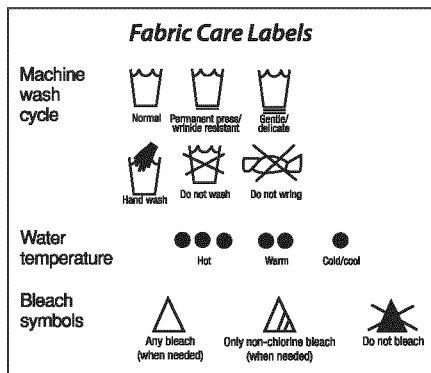 Fabric Care Labels
Machine
wash
cycle
Normal
Permanent press/
wrinkle resistant
Gentle/
delicate
Hand wash
Do not wash
Do not wring
Water
temperature
Hot
Warm
Cold/cool
Bleach
symbols
Any bleach
(when needed)
Only non-chlorine bleach
(when needed)
Do not bleach